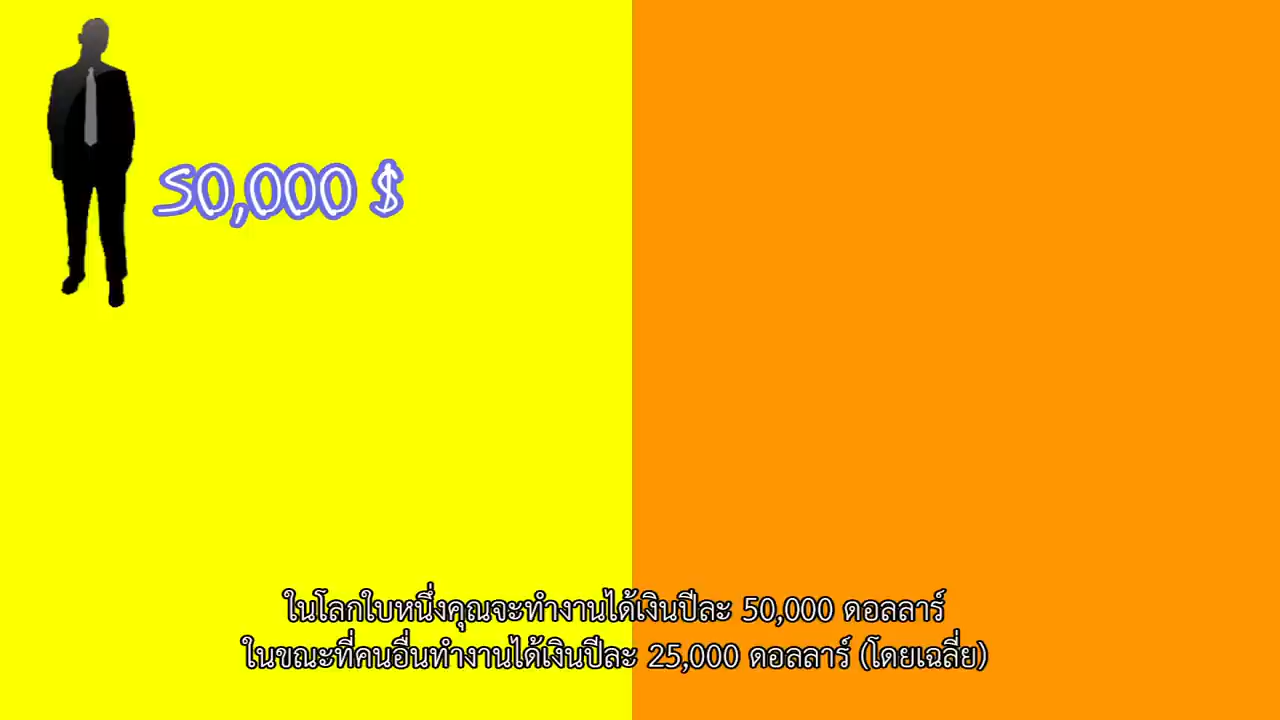 50,000 $
ในโลกใบหนึ่งคุณจะทำงานได้เงินปีละ 50,000 ดอลลาร์
ในขณะที่คนอื่นทำงานได้เงินปีละ 25,000 ดอลลาร์ (โดยเฉลี่ย)